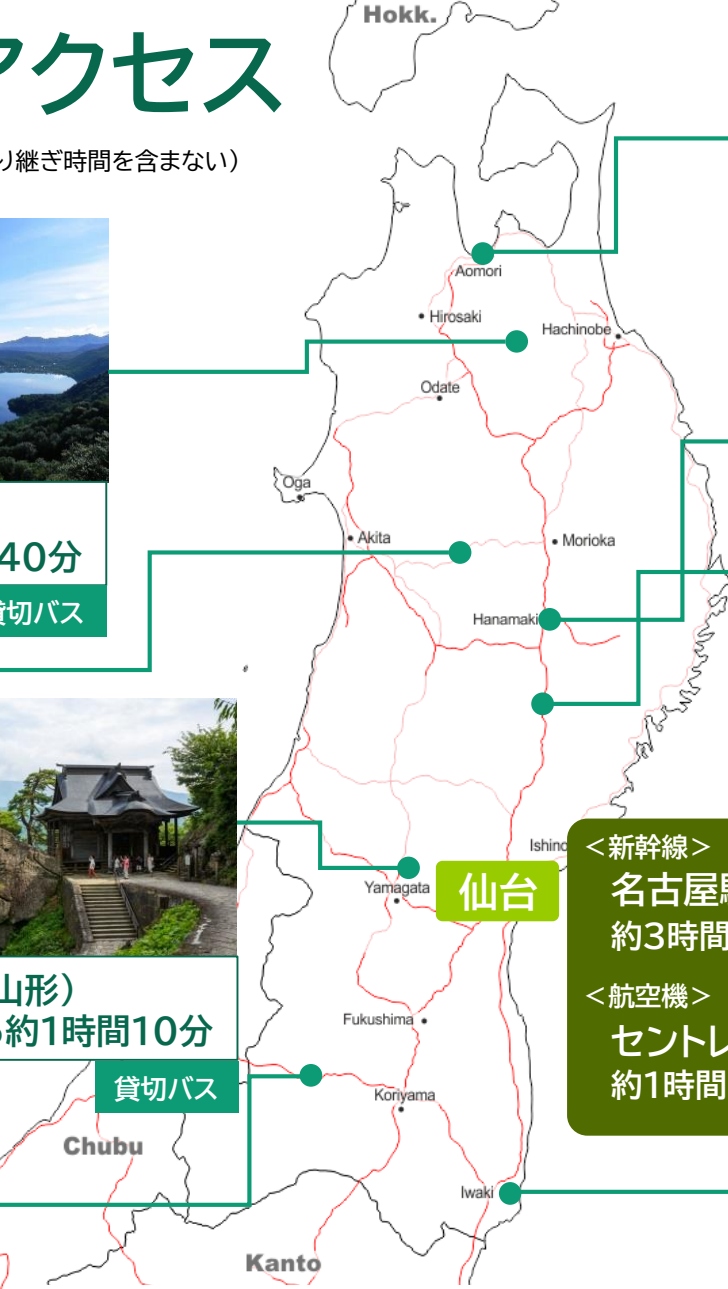 Hokk.
アクセス
り継ぎ時間を含まない）
Aomori
Hirosaki
Hachinobe
Odate
Oga
Akita
Morioka
40分
貸切バス
Hanamaki
Ishino
Yamagata
仙台
＜新幹線＞
名古屋駅
約3時間
＜航空機＞
セントレ
約1時間
山形）
約1時間10分
貸切バス
Fukushima
Koriyama
Chubu
Iwaki
Kanto